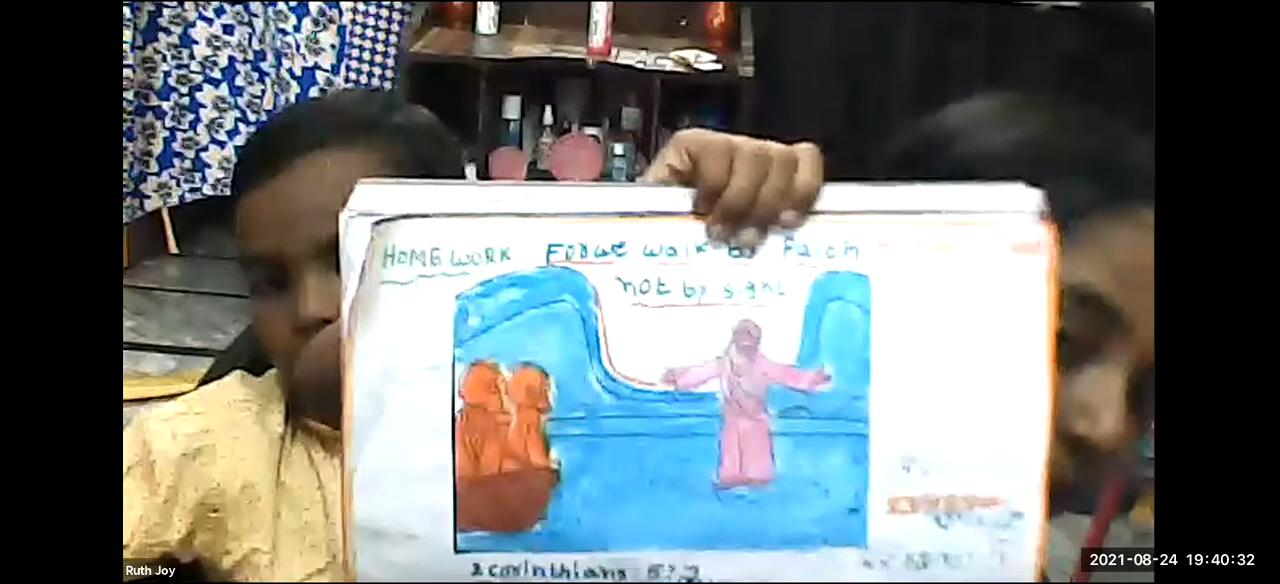 HOME WORK For we walk by Faith
not by sight
2 corinthians 5:7
Ruth Joy
2021-08-24 19:40:32